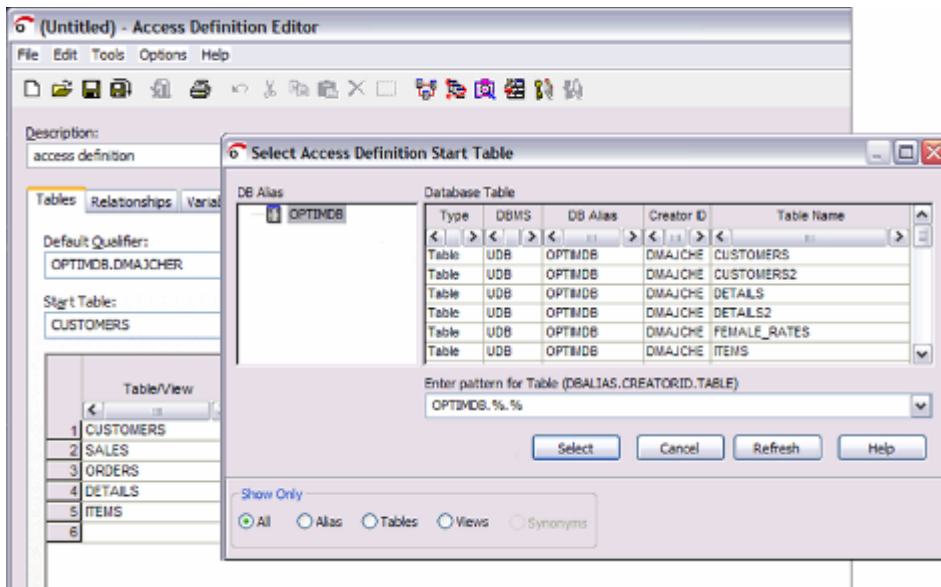 (Untitled) - Access Definition Editor
File Edit Tools Options Help
Description:
access definition
Tables Relationships
Default Qualifier:
OPTIMDB.DMAJCHER
Start Table:
CUSTOMERS
Table/View
1 CUSTOMERS
2 SALES
3 ORDERS
4 DETAILS
5 ITEMS
6
Select Access Definition Start Table
DB Alias
OPTIMDB
Database Table
Type DBMS DB Alias Creator ID Table Name
Table UDB OPTIMDB DMAJCHE CUSTOMERS
Table UDB OPTIMDB DMAJCHE CUSTOMERS2
Table UDB OPTIMDB DMAJCHE DETAILS
Table UDB OPTIMDB DMAJCHE DETAILS2
Table UDB OPTIMDB DMAJCHE FEMALE_RATES
Table UDB OPTIMDB DMAJCHE ITEMS
Enter pattern for Table (DBALIAS.CREATORID.TABLE)
OPTIMDB.%.%
Select Cancel Refresh Help
Show Only
All Alias Tables Views Synonyms